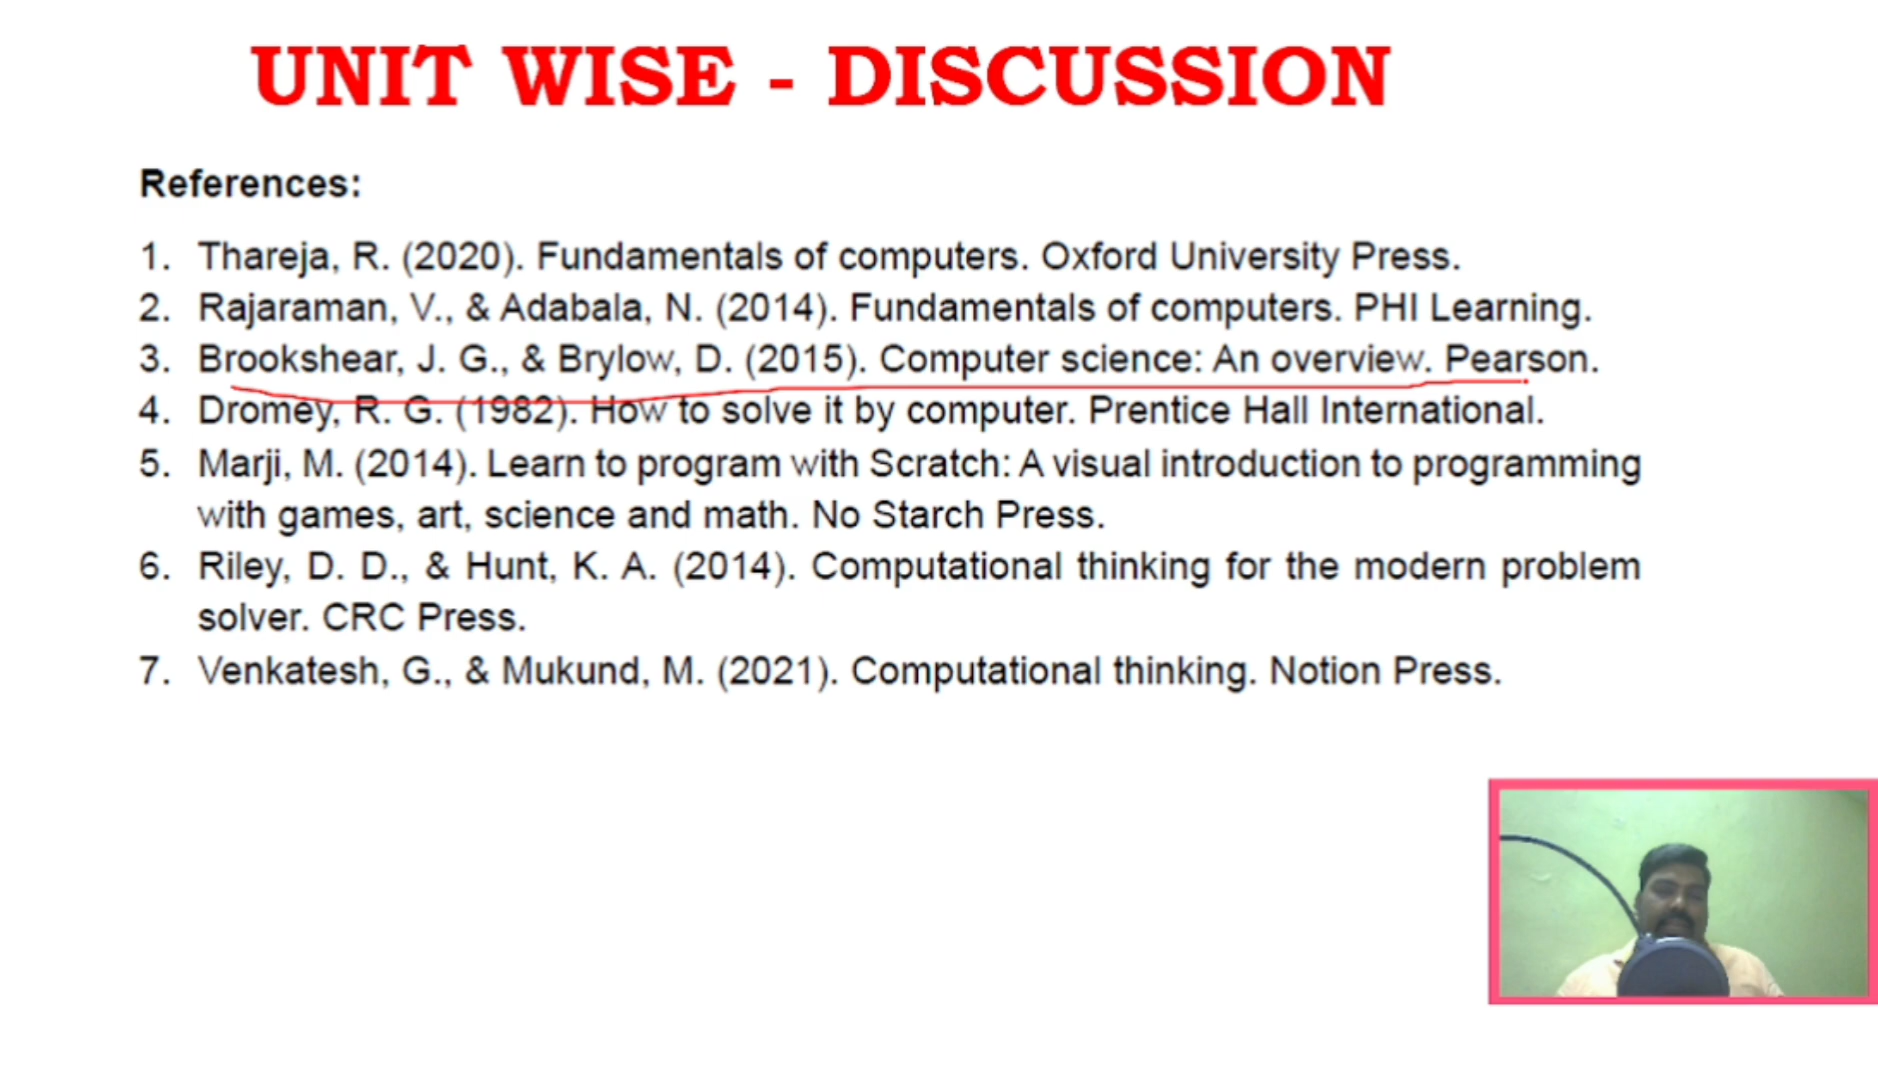 UNIT WISE - DISCUSSION
References:
1. Thareja, R. (2020). Fundamentals of computers. Oxford University Press.
2. Rajaraman, V., & Adabala, N. (2014). Fundamentals of computers. PHI Learning.
3. Brookshear, J. G., & Brylow, D. (2015). Computer science: An overview. Pearson.
4. Dromey, R. G. (1982). How to solve it by computer. Prentice Hall International.
5. Marji, M. (2014). Learn to program with Scratch: A visual introduction to programming
with games, art, science and math. No Starch Press.
6. Riley, D. D., & Hunt, K. A. (2014). Computational thinking for the modern problem
solver. CRC Press.
7. Venkatesh, G., & Mukund, M. (2021). Computational thinking. Notion Press.